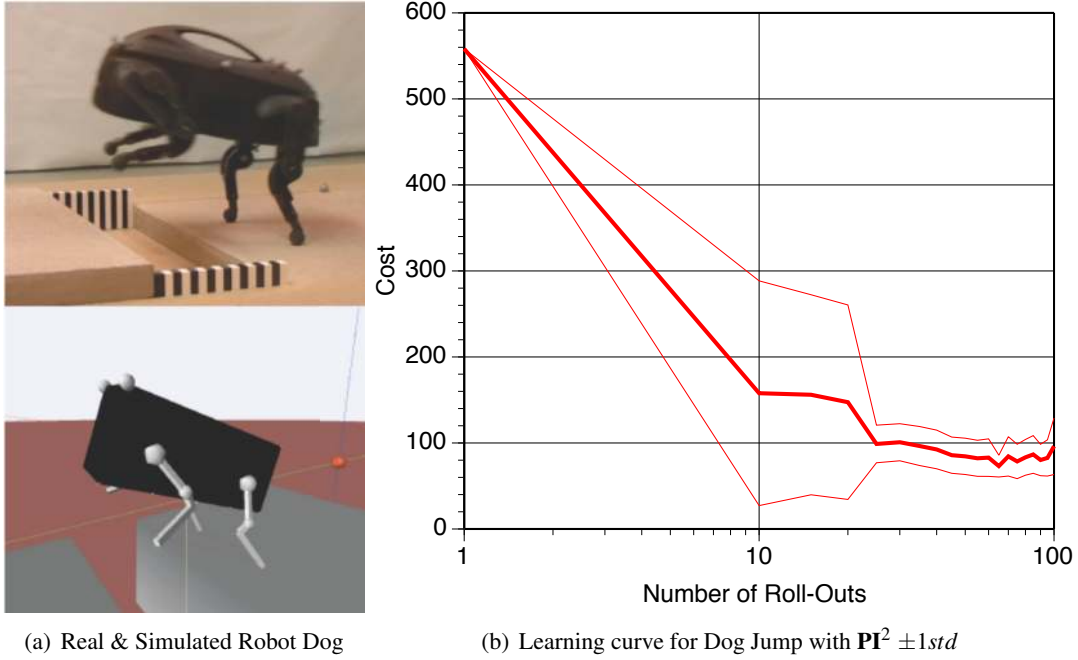 600
500
400
300
200
100
0
Cost
1
10
100
Number of Roll-Outs
(a) Real & Simulated Robot Dog
(b) Learning curve for Dog Jump with PI² ±1std